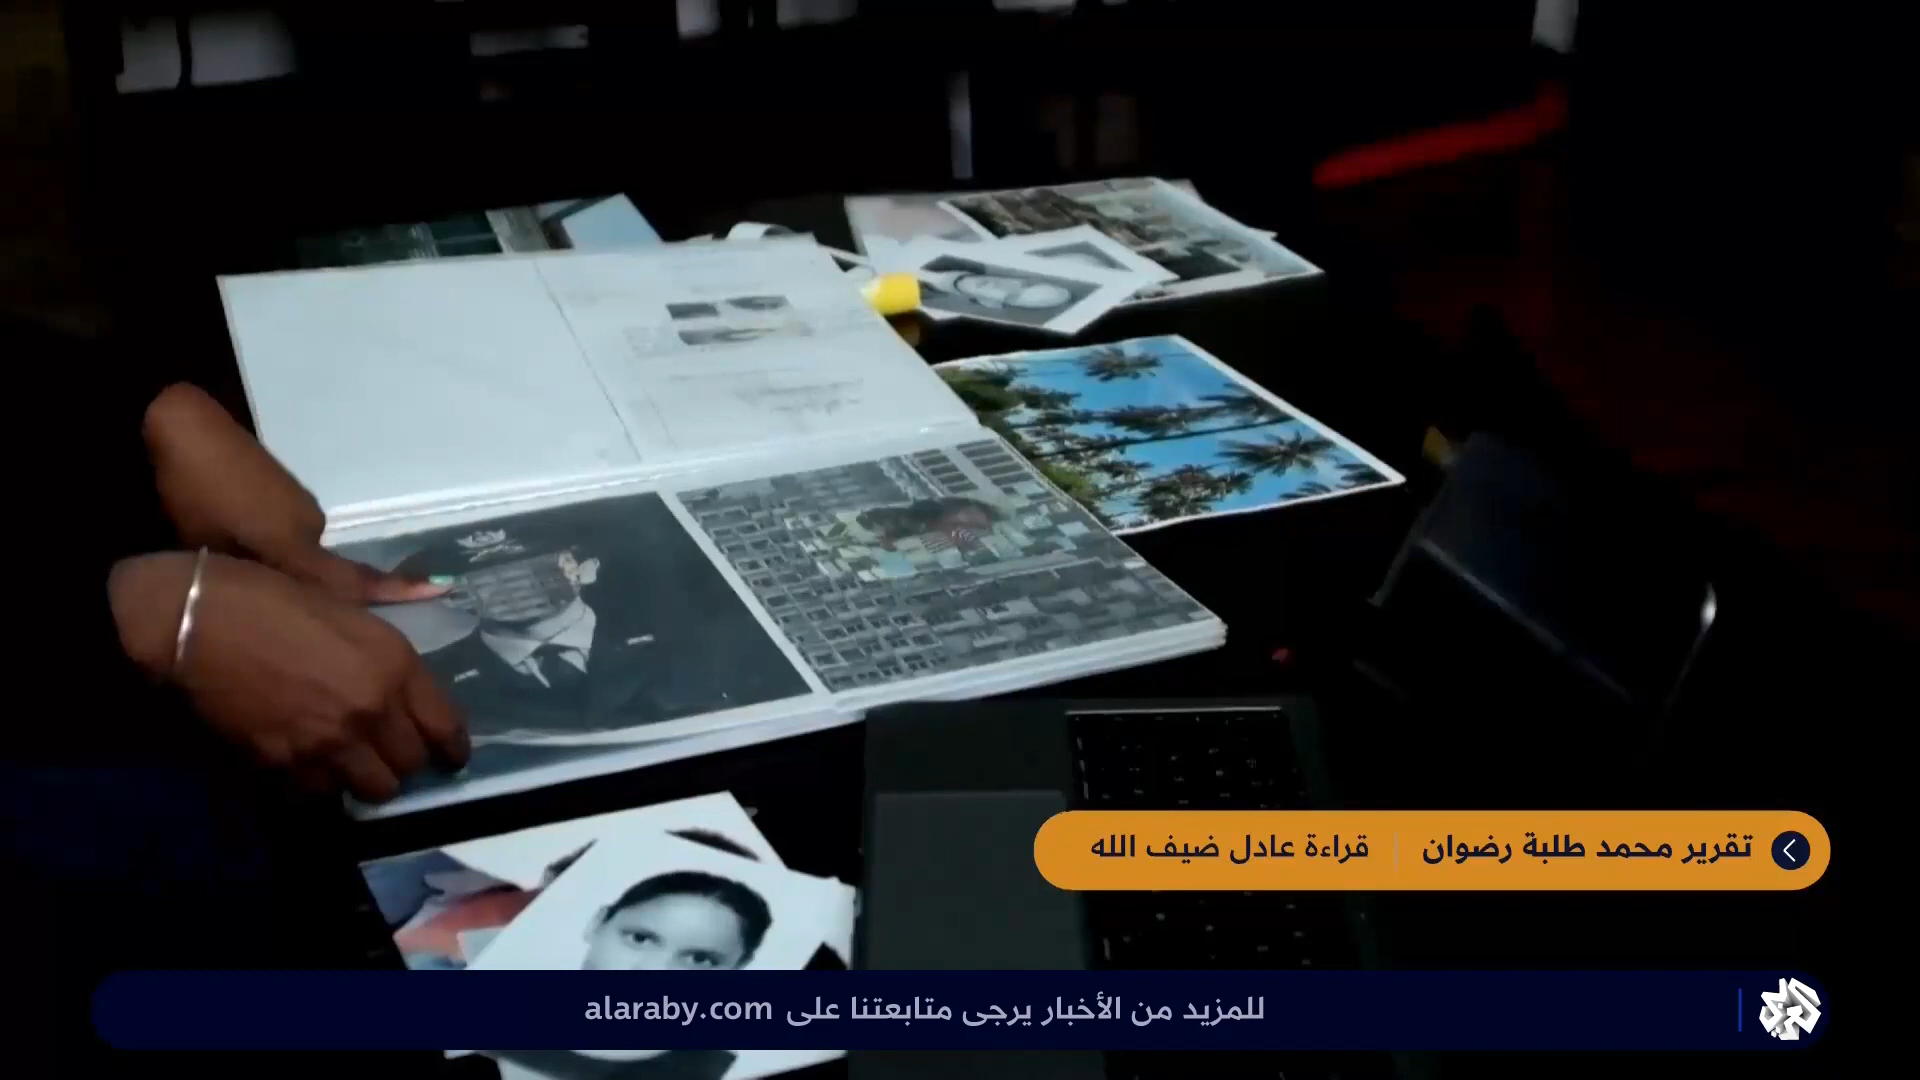 تقرير محمد طلبة رضوان | قراءة عادل ضيف الله
للمزيد من الأخبار يرجى متابعتنا على alaraby.com